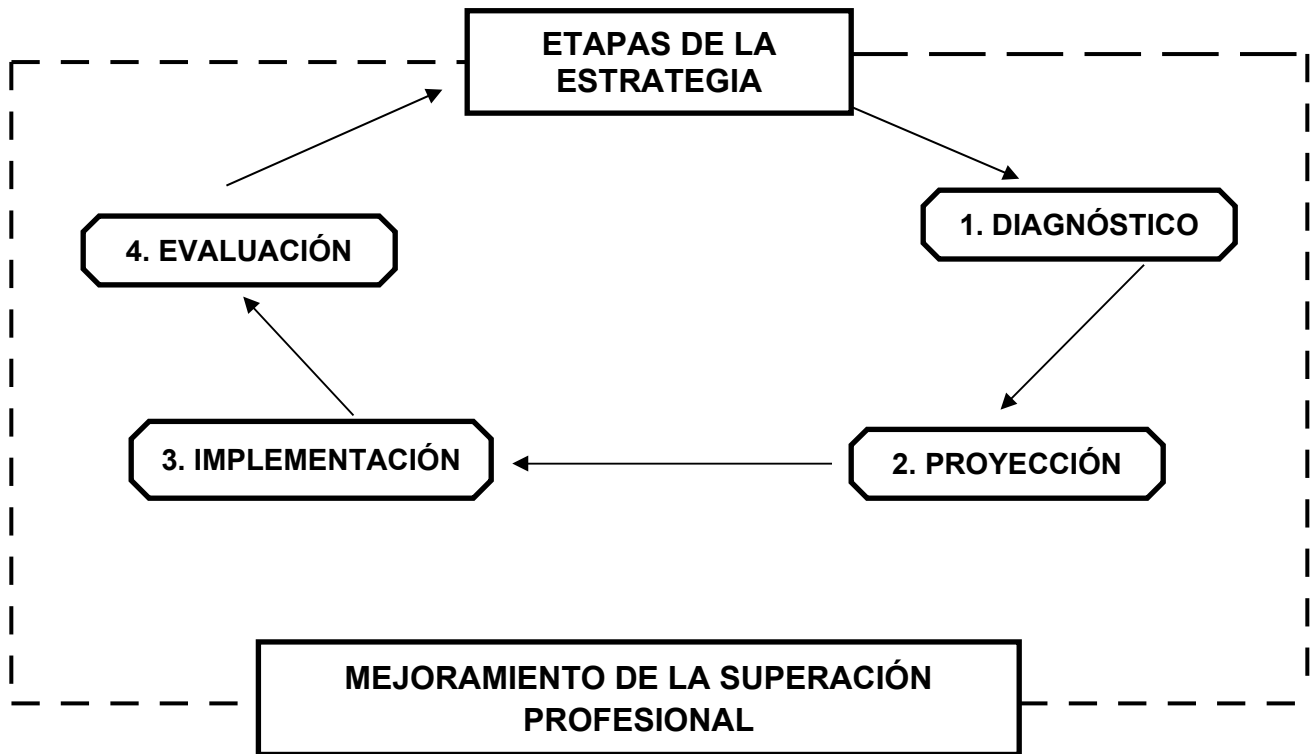 ETAPAS DE LA
ESTRATEGIA
1. DIAGNÓSTICO
4. EVALUACIÓN
3. IMPLEMENTACIÓN
2. PROYECCIÓN
MEJORAMIENTO DE LA SUPERACIÓN
PROFESIONAL